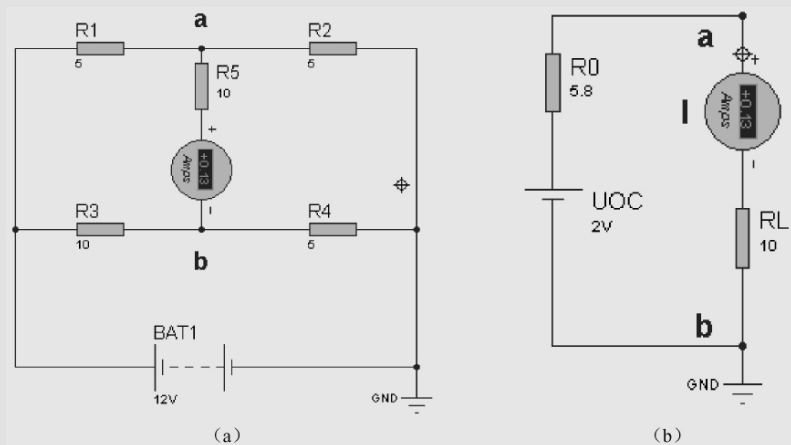 a
R1
5
R2
5
R5
10
+
+0.13
Amps
-
R3
10
R4
5
b
BAT1
12V
GND
(a)
a
+
R0
5.8
I
+0.13
Amps
-
UOC
2V
RL
10
b
GND
(b)